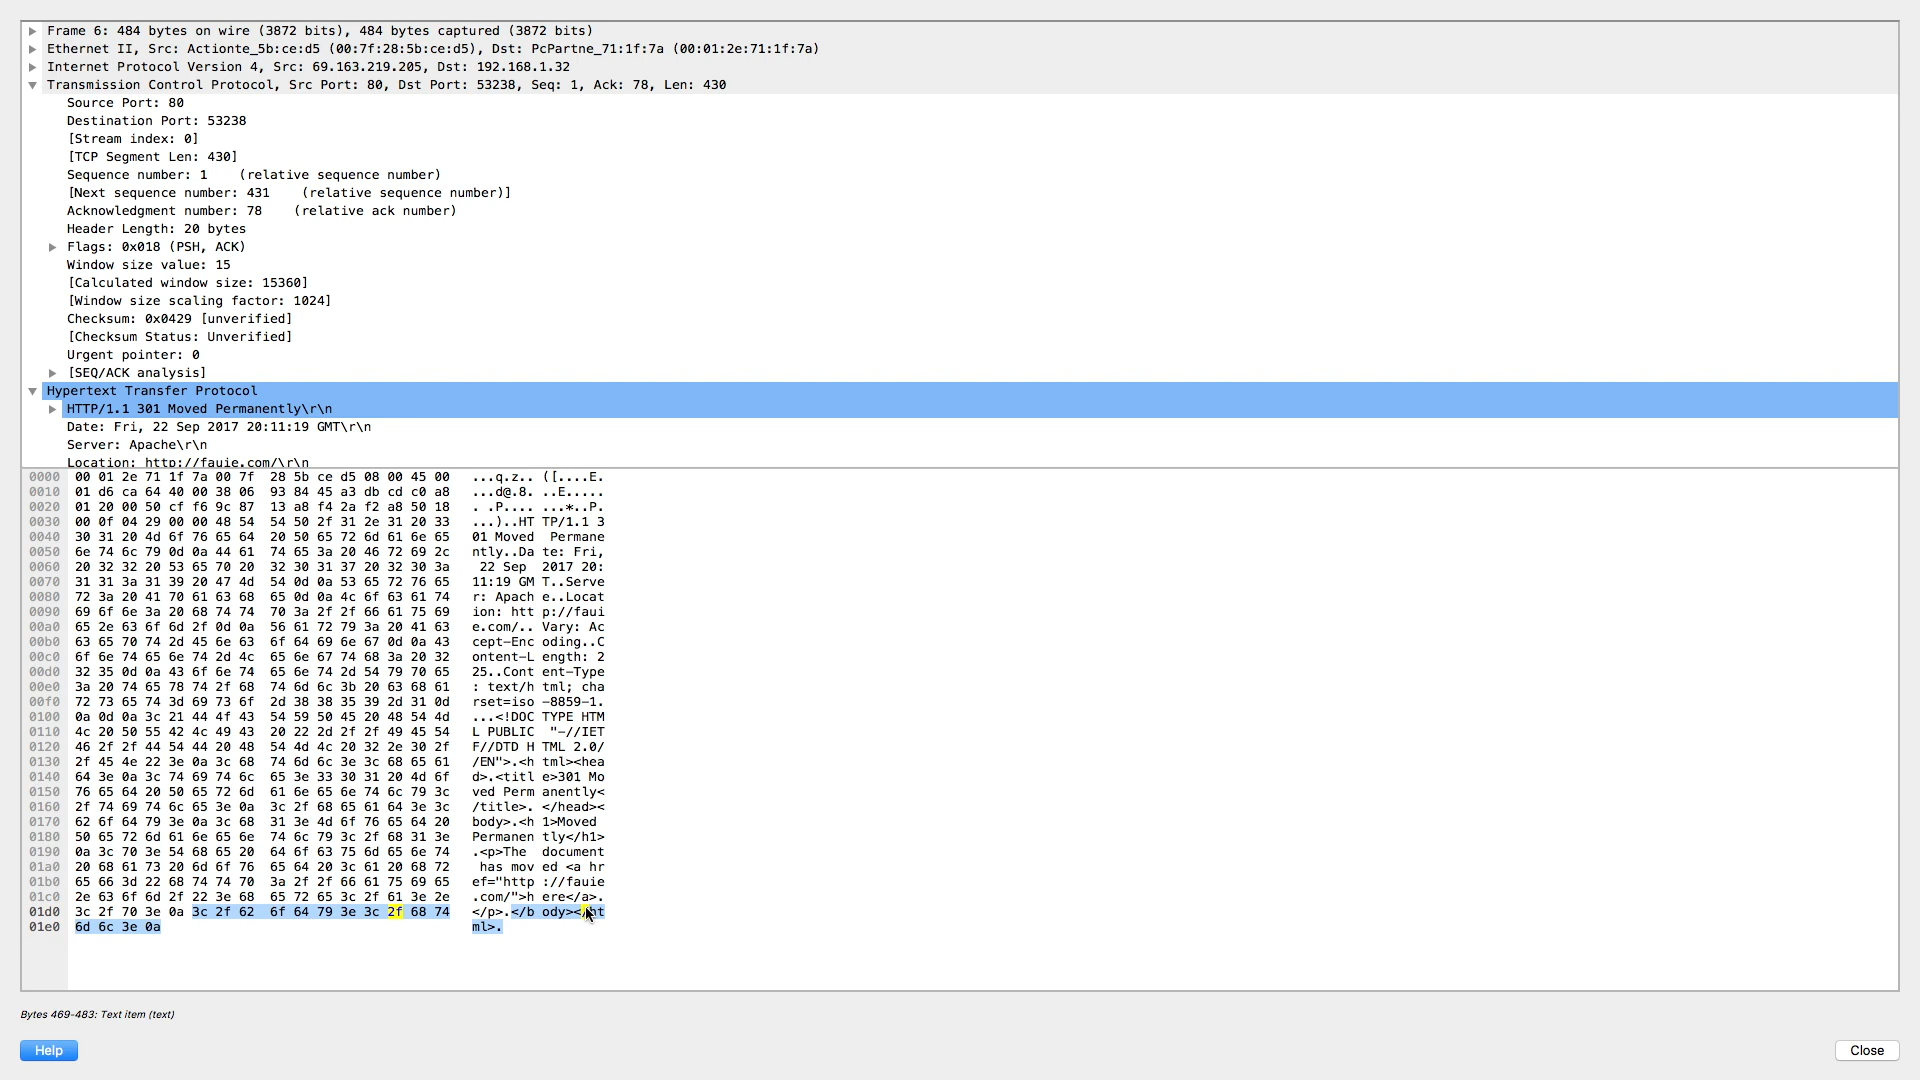 Frame 6: 484 bytes on wire (3872 bits), 484 bytes captured (3872 bits)
Ethernet II, Src: Actionte_5b:ce:d5 (00:7f:28:5b:ce:d5), Dst: PcPartne_71:1f:7a (00:01:2e:71:1f:7a)
Internet Protocol Version 4, Src: 69.163.219.205, Dst: 192.168.1.32
Transmission Control Protocol, Src Port: 80, Dst Port: 53238, Seq: 1, Ack: 78, Len: 430
Source Port: 80
Destination Port: 53238
[Stream index: 0]
[TCP Segment Len: 430]
Sequence number: 1    (relative sequence number)
[Next sequence number: 431    (relative sequence number)]
Acknowledgment number: 78    (relative ack number)
Header Length: 20 bytes
Flags: 0x018 (PSH, ACK)
Window size value: 15
[Calculated window size: 15360]
[Window size scaling factor: 1024]
Checksum: 0x0429 [unverified]
[Checksum Status: Unverified]
Urgent pointer: 0
[SEQ/ACK analysis]
Hypertext Transfer Protocol
HTTP/1.1 301 Moved Permanently\r\n
Date: Fri, 22 Sep 2017 20:11:19 GMT\r\n
Server: Apache\r\n
Location: http://fauie.com/\r\n
0000 00 01 2e 71 1f 7a 00 7f 28 5b ce d5 08 00 45 00 ...q.z.. ([....E.
0010 01 d6 ca 64 40 00 38 06 93 84 45 a3 db cd c0 a8 ...d@.8. ..E.....
0020 01 20 00 50 cf f6 9c 87 13 a8 f4 2a f2 a8 50 18 . .P.... ...*..P.
0030 00 0f 04 29 00 00 48 54 54 50 2f 31 2e 31 20 33 ...)..HT TP/1.1 3
0040 30 31 20 4d 6f 76 65 64 20 50 65 72 6d 61 6e 65 01 Moved  Permane
0050 6e 74 6c 79 0d 0a 44 61 74 65 3a 20 46 72 69 2c ntly..Da te: Fri,
0060 20 32 32 20 53 65 70 20 32 30 31 37 20 32 30 3a  22 Sep  2017 20:
0070 31 31 3a 31 39 20 47 4d 54 0d 0a 53 65 72 76 65 11:19 GM T..Serve
0080 72 3a 20 41 70 61 63 68 65 0d 0a 4c 6f 63 61 74 r: Apach e..Locat
0090 69 6f 6e 3a 20 68 74 74 70 3a 2f 2f 66 61 75 69 ion: htt p://faui
00a0 65 2e 63 6f 6d 2f 0d 0a 56 61 72 79 3a 20 41 63 e.com/.. Vary: Ac
00b0 63 65 70 74 2d 45 6e 63 6f 64 69 6e 67 0d 0a 43 cept-Enc oding..C
00c0 6f 6e 74 65 6e 74 2d 4c 65 6e 67 74 68 3a 20 32 ontent-L ength: 2
00d0 32 35 0d 0a 43 6f 6e 74 65 6e 74 2d 54 79 70 65 25..Cont ent-Type
00e0 3a 20 74 65 78 74 2f 68 74 6d 6c 3b 20 63 68 61 : text/h tml; cha
00f0 72 73 65 74 3d 69 73 6f 2d 38 38 35 39 2d 31 0d rset=iso -8859-1.
0100 0a 0d 0a 3c 21 44 4f 43 54 59 50 45 20 48 54 4d ...<!DOC TYPE HTM
0110 4c 20 50 55 42 4c 49 43 20 22 2d 2f 2f 49 45 54 L PUBLIC  "-//IET
0120 46 2f 2f 44 54 44 20 48 54 4d 4c 20 32 2e 30 2f F//DTD H TML 2.0/
0130 2f 45 4e 22 3e 0a 3c 68 74 6d 6c 3e 3c 68 65 61 /EN">.<h tml><hea
0140 64 3e 0a 3c 74 69 74 6c 65 3e 33 30 31 20 4d 6f d>.<titl e>301 Mo
0150 76 65 64 20 50 65 72 6d 61 6e 65 6e 74 6c 79 3c ved Perm anently<
0160 2f 74 69 74 6c 65 3e 0a 3c 2f 68 65 61 64 3e 3c /title>. </head><
0170 62 6f 64 79 3e 0a 3c 68 31 3e 4d 6f 76 65 64 20 body>.<h 1>Moved
0180 50 65 72 6d 61 6e 65 6e 74 6c 79 3c 2f 68 31 3e Permanen tly</h1>
0190 0a 3c 70 3e 54 68 65 20 64 6f 63 75 6d 65 6e 74 .<p>The  document
01a0 20 68 61 73 20 6d 6f 76 65 64 20 3c 61 20 68 72  has mov ed <a hr
01b0 65 66 3d 22 68 74 74 70 3a 2f 2f 66 61 75 69 65 ef="http ://fauie
01c0 2e 63 6f 6d 2f 22 3e 68 65 72 65 3c 2f 61 3e 2e .com/">h ere</a>.
01d0 3c 2f 70 3e 0a 3c 2f 62 6f 64 79 3e 3c 2f 68 74 </p>.</b ody></ht
01e0 6d 6c 3e 0a ml>.
Bytes 469-483: Text item (text)
Help
Close